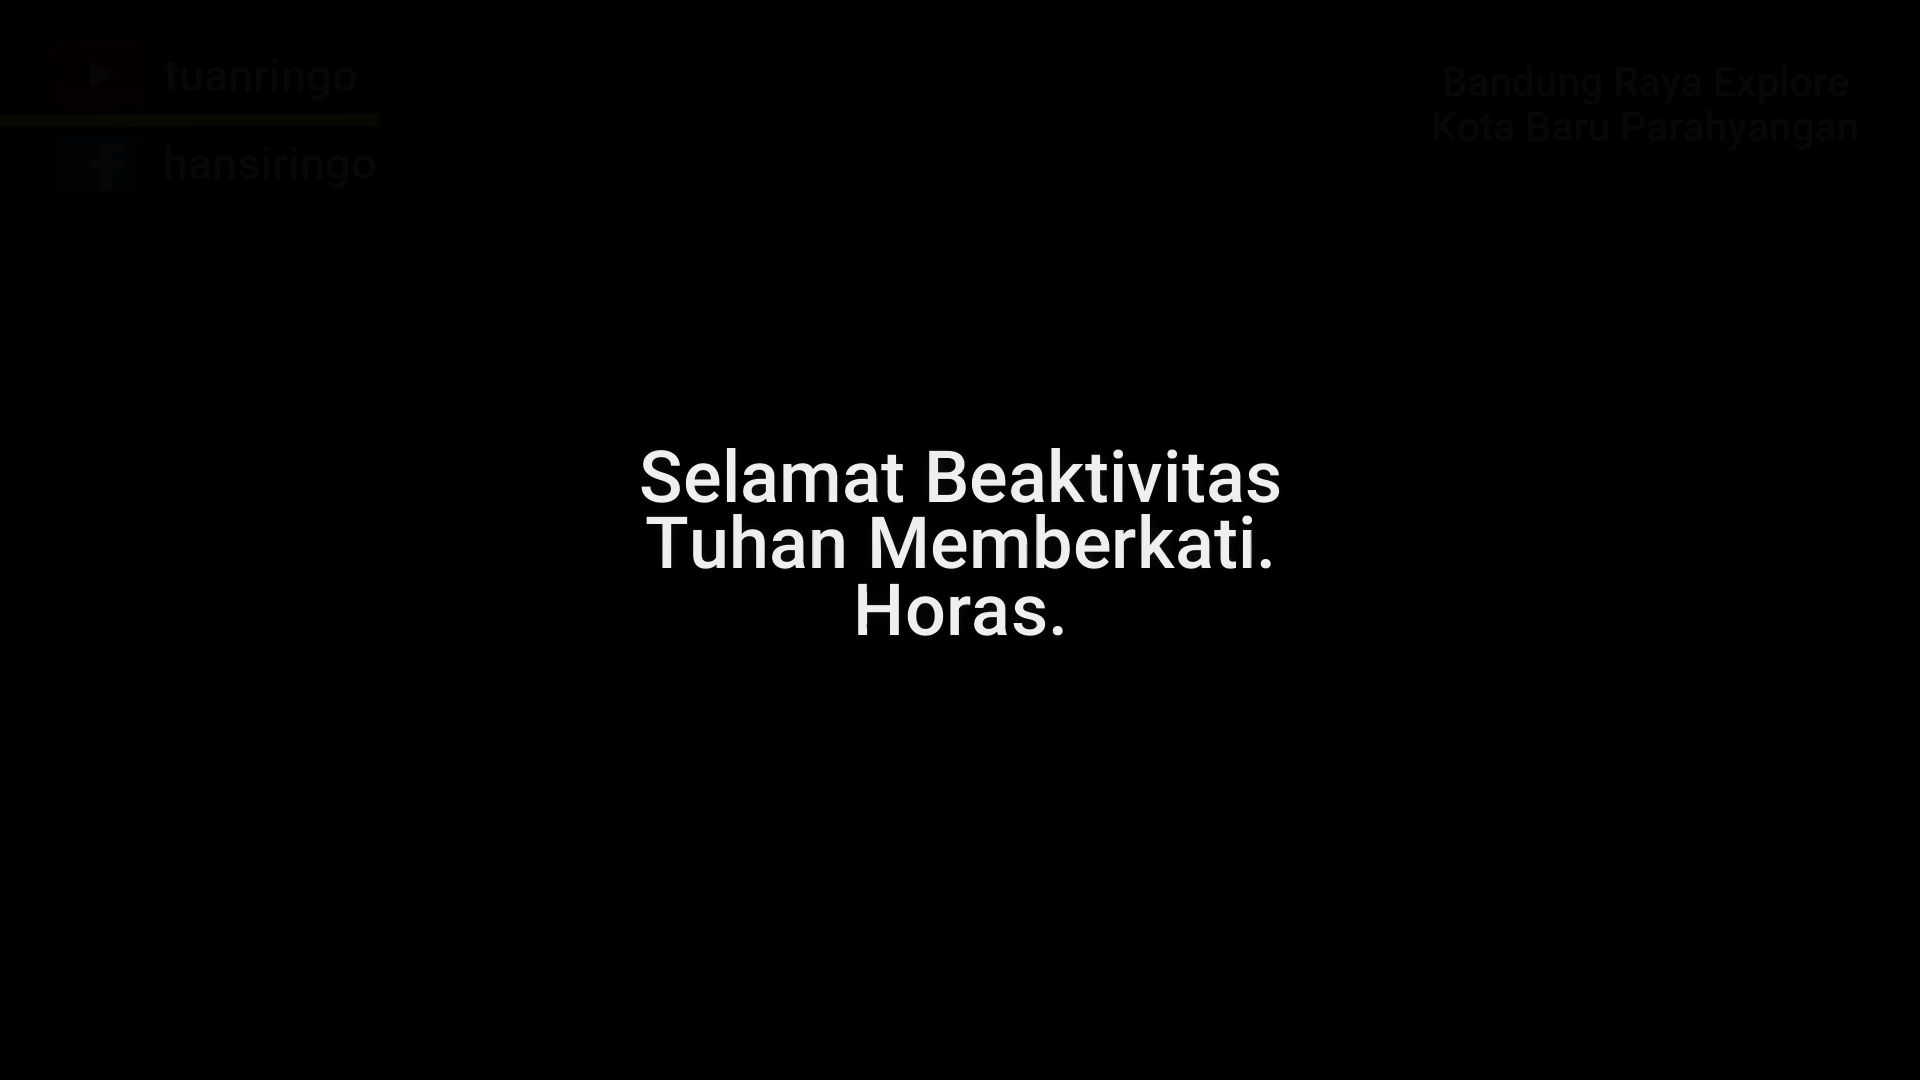 tuanringo
hansiringo
Bandung Raya Explore
Kota Baru Parahyangan
Selamat Beaktivitas
Tuhan Memberkati.
Horas.